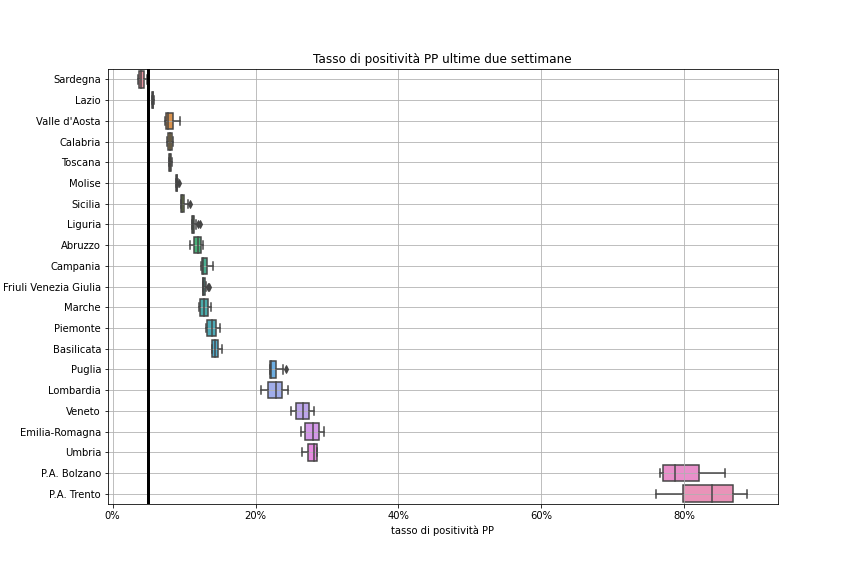 Tasso di positività PP ultime due settimane
Sardegna
Lazio
Valle d'Aosta
Calabria
Toscana
Molise
Sicilia
Liguria
Abruzzo
Campania
Friuli Venezia Giulia
Marche
Piemonte
Basilicata
Puglia
Lombardia
Veneto
Emilia-Romagna
Umbria
P.A. Bolzano
P.A. Trento
0% 20% 40% 60% 80%
tasso di positività PP